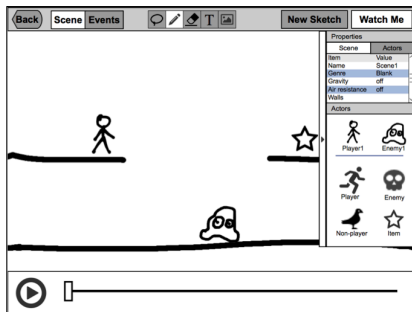 Back Scene Events T New Sketch Watch Me
Properties
Scene Actors
Item Value
Name Scene1
Genre Blank
Gravity off
Air resistance off
Walls
Actors
Player1 Enemy1
Player Enemy
Non-player Item